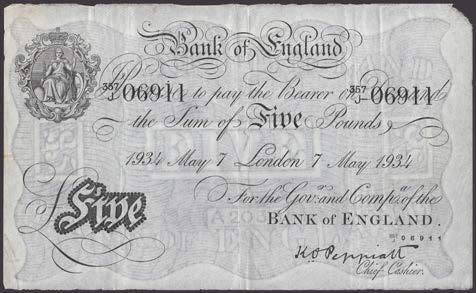 Bank of England
357/J 06911 to pay the Bearer on Demand 357/J 06911
the Sum of Five Pounds
1934 May 7 London 7 May 1934
For the Govr. and Compa. of the
Five
BANK OF ENGLAND.
06911
K.O. Peppiatt
Chief Cashier.